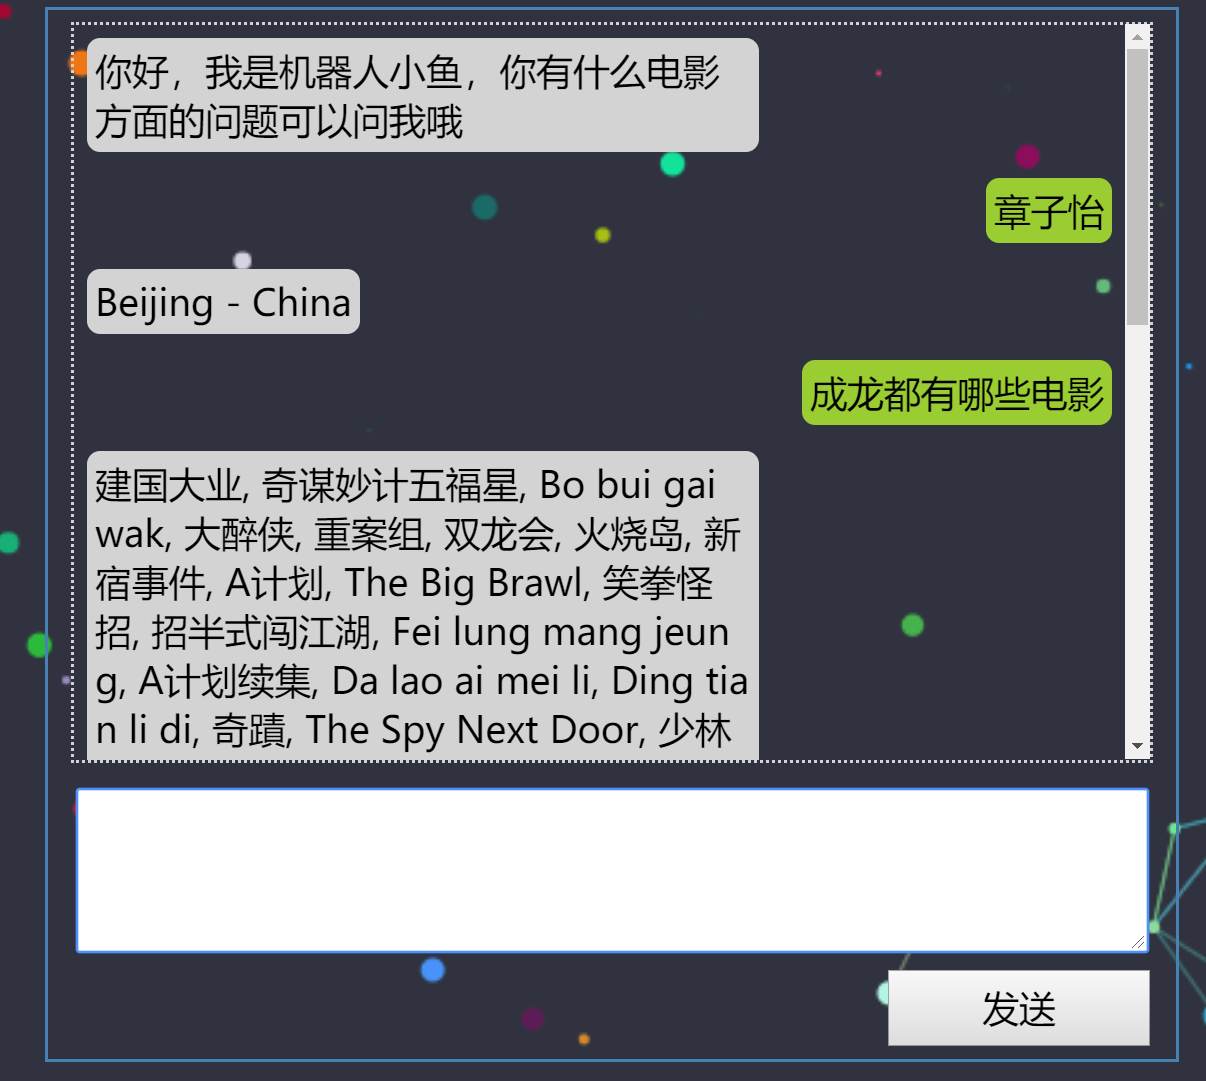 你好，我是机器人小鱼，你有什么电影
方面的问题可以问我哦
章子怡
Beijing - China
成龙都有哪些电影
建国大业, 奇谋妙计五福星, Bo bui gai
wak, 大醉侠, 重案组, 双龙会, 火烧岛, 新
宿事件, A计划, The Big Brawl, 笑拳怪
招, 招半式闯江湖, Fei lung mang jeun
g, A计划续集, Da lao ai mei li, Ding tia
n li di, 奇蹟, The Spy Next Door, 少林
发送